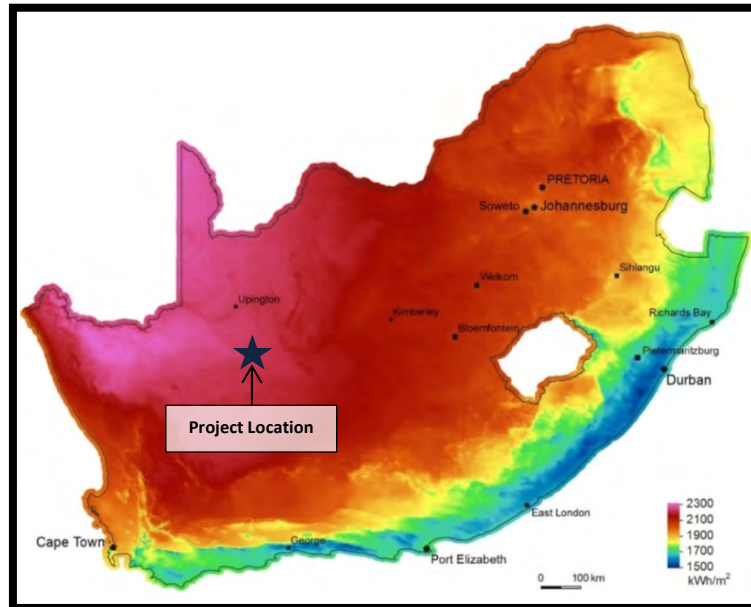 PRETORIA
Soweto
Johannesburg
Sihlangu
Welkom
Upington
Kimberley
Richards Bay
Bloemfontein
Pietermaritzburg
Durban
Project Location
East London
2300
2100
1900
1700
1500
kWh/m²
Cape Town
George
Port Elizabeth
0 100 km